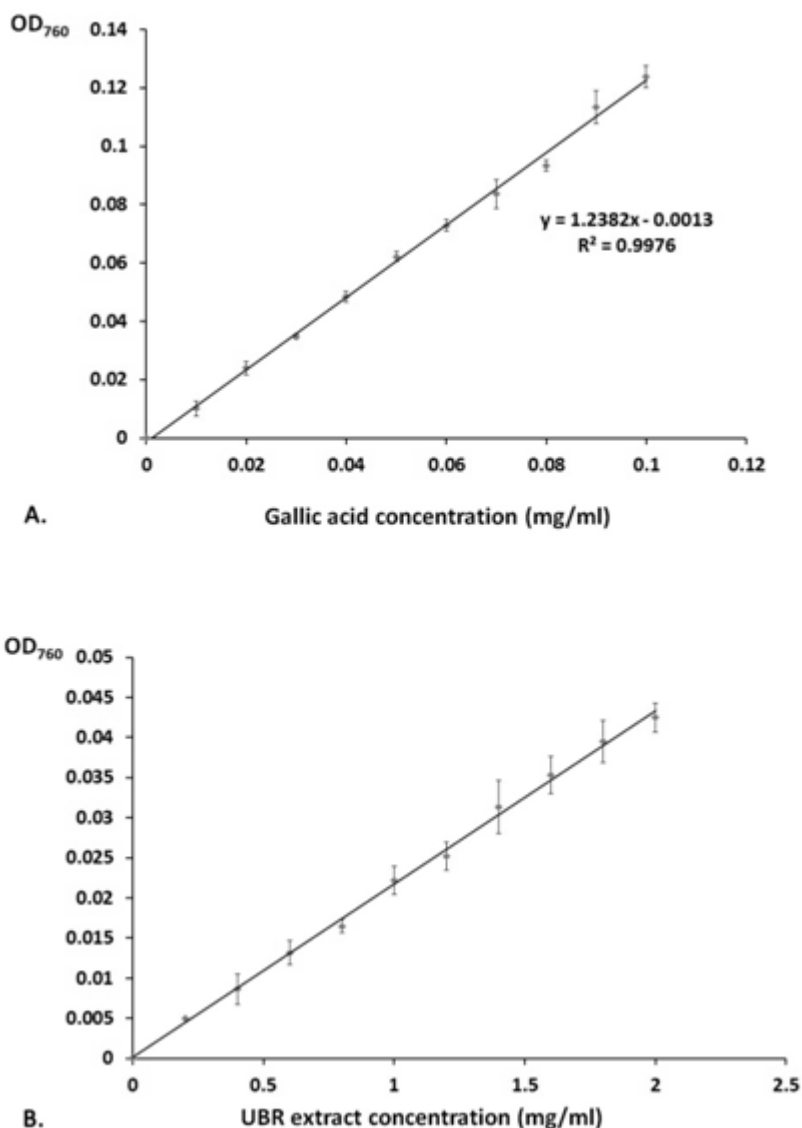 OD₇₆₀
0.14
0.12
0.1
0.08
0.06
0.04
0.02
0
y = 1.2382x - 0.0013
R² = 0.9976
0 0.02 0.04 0.06 0.08 0.1 0.12
A. Gallic acid concentration (mg/ml)
OD₇₆₀
0.05
0.045
0.04
0.035
0.03
0.025
0.02
0.015
0.01
0.005
0
0 0.5 1 1.5 2 2.5
B. UBR extract concentration (mg/ml)